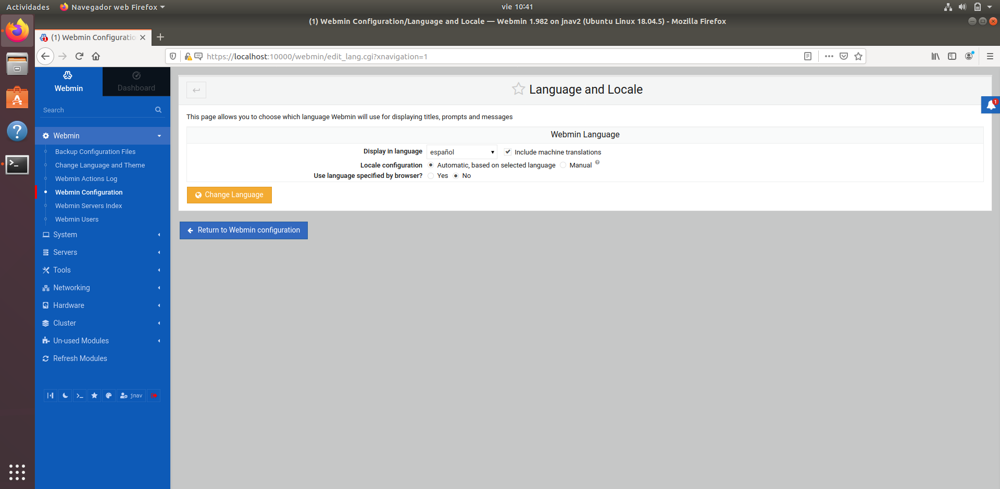 Actividades
Navegador web Firefox
vie 10:41
(1) Webmin Configuration/Language and Locale — Webmin 1.982 on jnav2 (Ubuntu Linux 18.04.5) - Mozilla Firefox
(1) Webmin Configuratio
https://localhost:10000/webmin/edit_lang.cgi?xnavigation=1
Webmin
Dashboard
Search
Webmin
Backup Configuration Files
Change Language and Theme
Webmin Actions Log
Webmin Configuration
Webmin Servers Index
Webmin Users
System
Servers
Tools
Networking
Hardware
Cluster
Un-used Modules
Refresh Modules
jnav
Language and Locale
1
This page allows you to choose which language Webmin will use for displaying titles, prompts and messages
Webmin Language
Display in language español Include machine translations
Locale configuration Automatic, based on selected language Manual
Use language specified by browser? Yes No
Change Language
Return to Webmin configuration